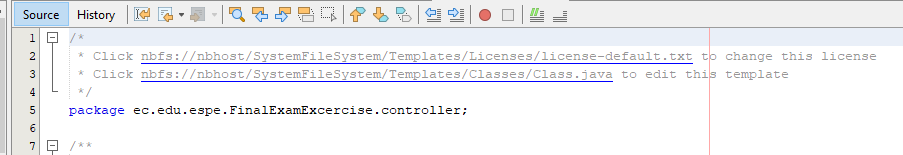 Source History
1 /*
2 * Click nbfs://nbhost/SystemFileSystem/Templates/Licenses/license-default.txt to change this license
3 * Click nbfs://nbhost/SystemFileSystem/Templates/Classes/Class.java to edit this template
4 */
5 package ec.edu.espe.FinalExamExcercise.controller;
6
7 /**